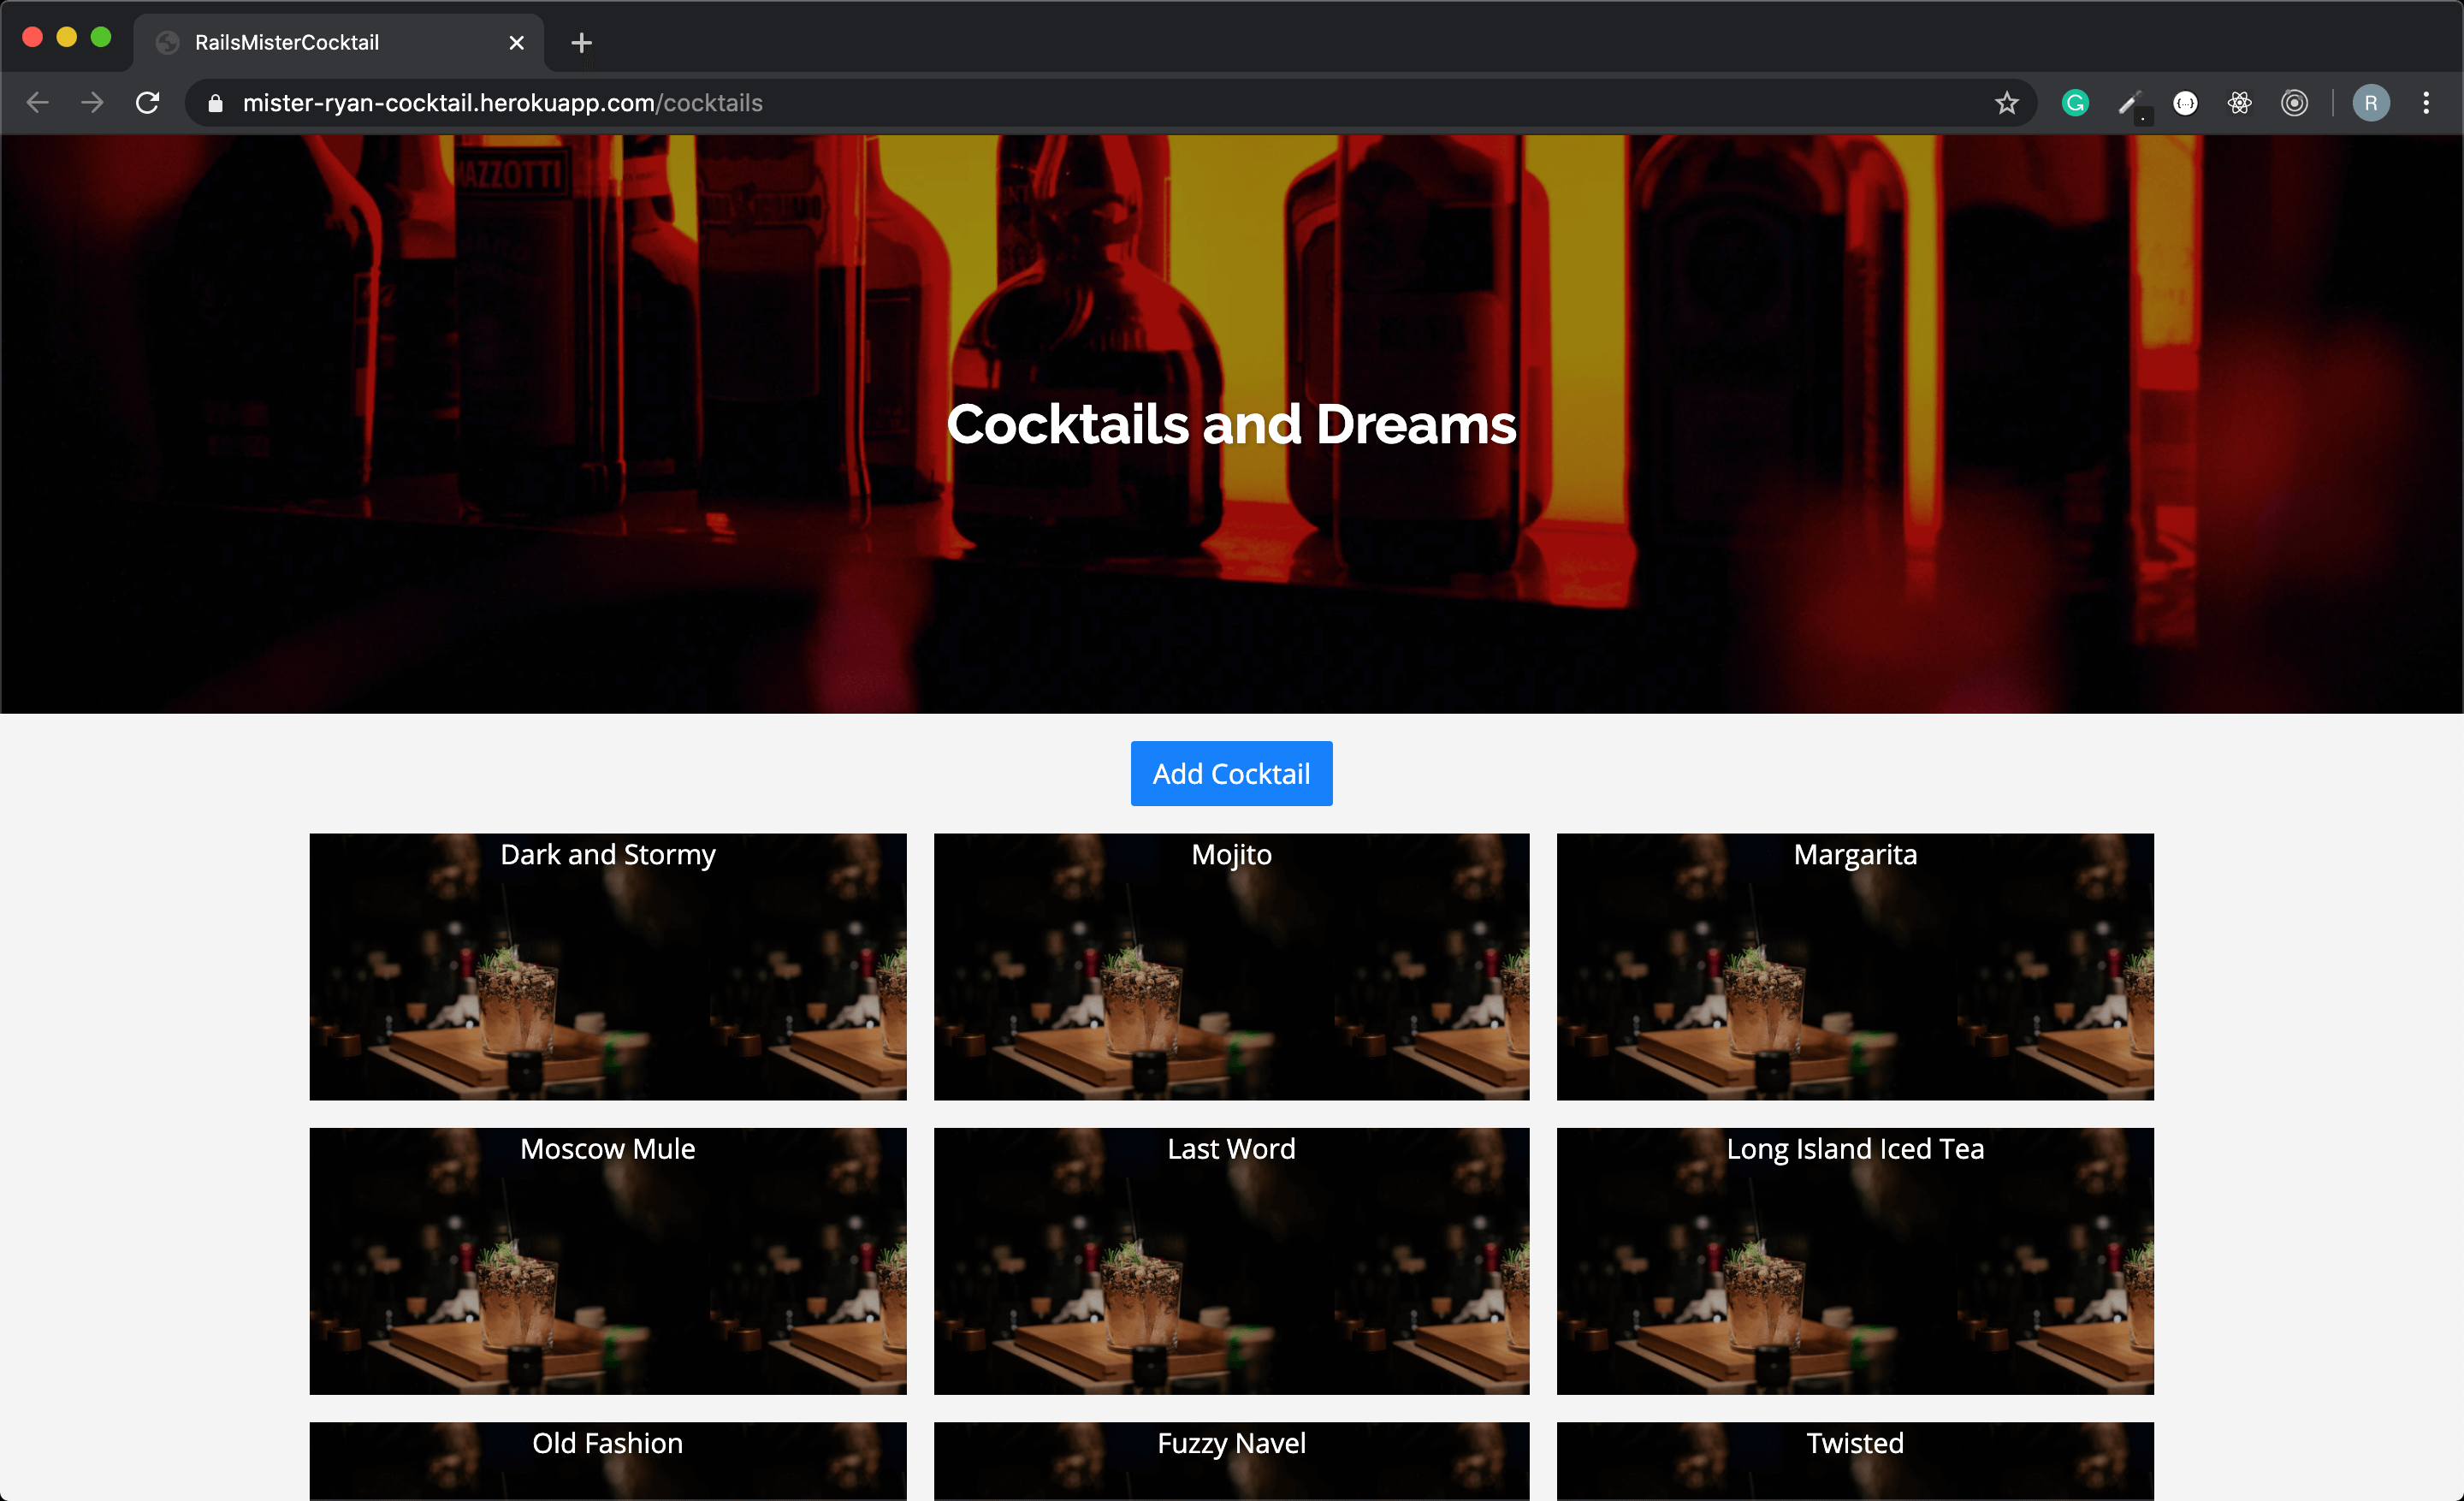 RailsMisterCocktail
mister-ryan-cocktail.herokuapp.com/cocktails
R
MAZZOTTI
Cocktails and Dreams
Add Cocktail
Dark and Stormy
Mojito
Margarita
Moscow Mule
Last Word
Long Island Iced Tea
Old Fashion
Fuzzy Navel
Twisted